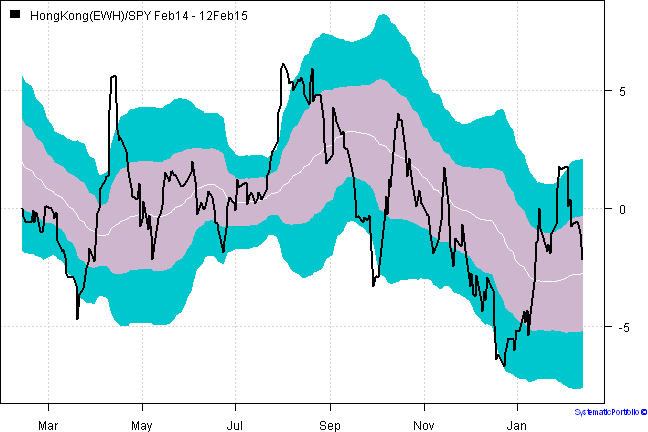 HongKong(EWH)/SPY Feb14 - 12Feb15
5
0
-5
Mar May Jul Sep Nov Jan
SystematicPortfolio ©